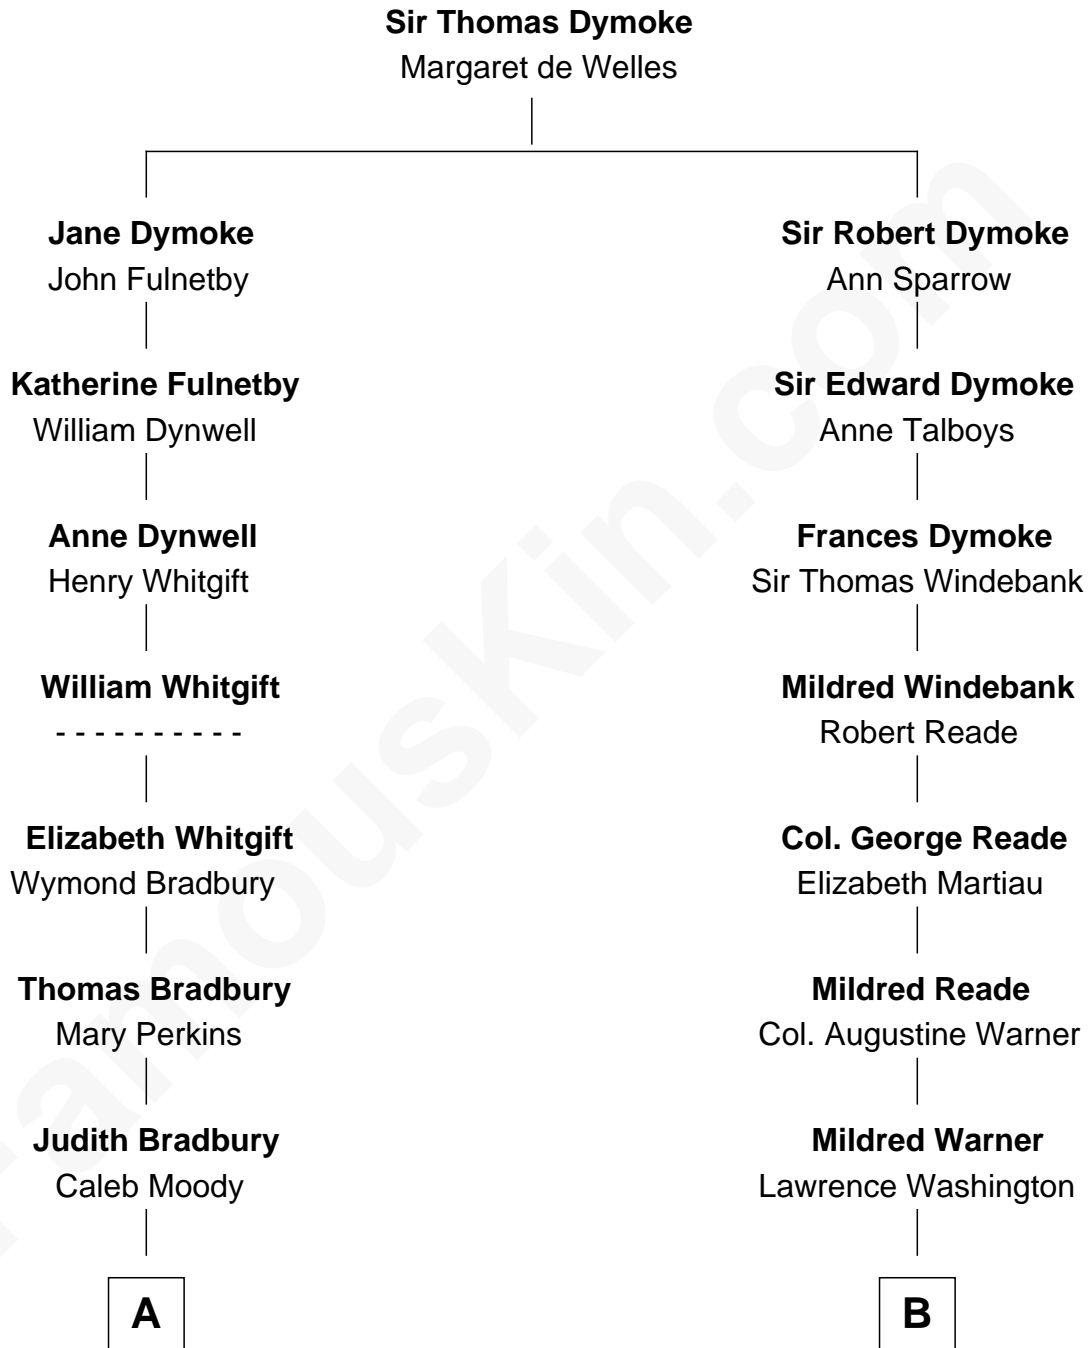 Sir Thomas Dymoke
Margaret de Welles
Jane Dymoke
John Fulnetby
Sir Robert Dymoke
Ann Sparrow
Katherine Fulnetby
William Dynwell
Sir Edward Dymoke
Anne Talboys
Anne Dynwell
Henry Whitgift
Frances Dymoke
Sir Thomas Windebank
William Whitgift
- - - - - - - - - -
Mildred Windebank
Robert Reade
Elizabeth Whitgift
Wymond Bradbury
Col. George Reade
Elizabeth Martiau
Thomas Bradbury
Mary Perkins
Mildred Reade
Col. Augustine Warner
Judith Bradbury
Caleb Moody
Mildred Warner
Lawrence Washington
A
B
FamousKin.com